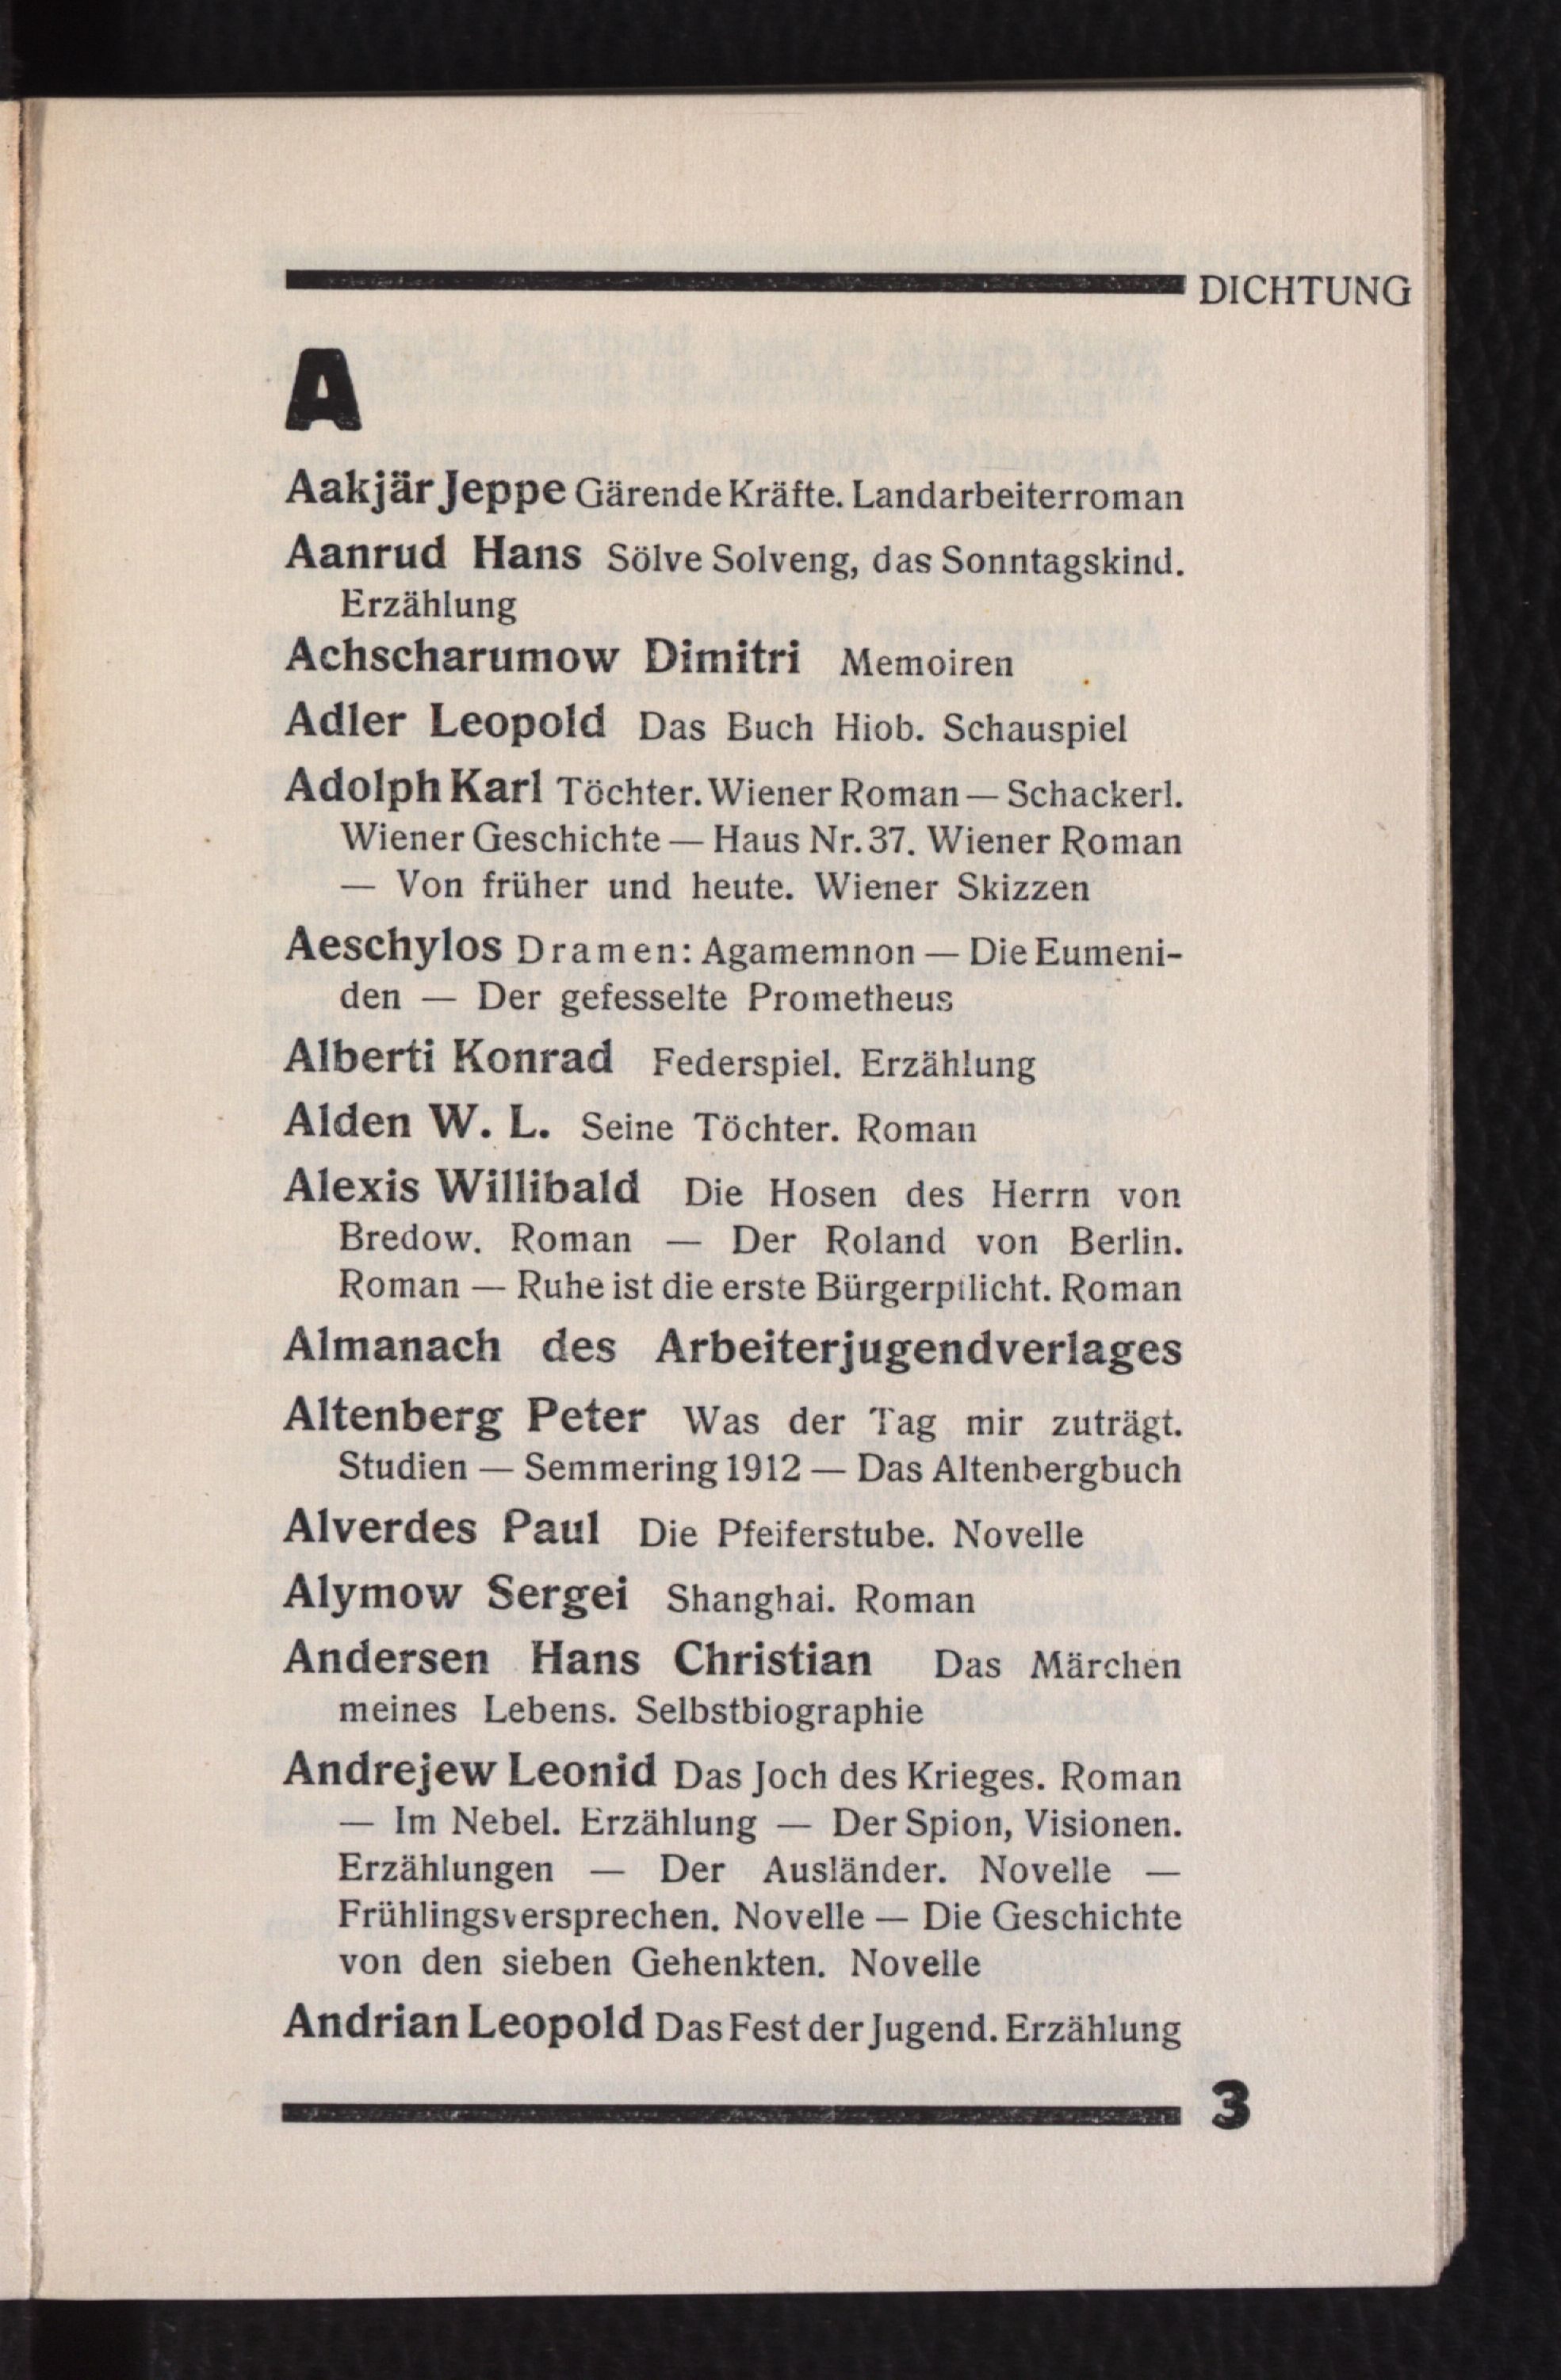 DICHTUNG
A
Aakjär Jeppe Gärende Kräfte. Landarbeiterroman
Aanrud Hans Sölve Solveng, das Sonntagskind.
Erzählung
Achscharumow Dimitri Memoiren
Adler Leopold Das Buch Hiob. Schauspiel
Adolph Karl Töchter. Wiener Roman — Schackerl.
Wiener Geschichte — Haus Nr. 37. Wiener Roman
— Von früher und heute. Wiener Skizzen
Aeschylos Dramen: Agamemnon — Die Eumeni-
den — Der gefesselte Prometheus
Alberti Konrad Federspiel. Erzählung
Alden W. L. Seine Töchter. Roman
Alexis Willibald Die Hosen des Herrn von
Bredow. Roman — Der Roland von Berlin.
Roman — Ruhe ist die erste Bürgerpflicht. Roman
Almanach des Arbeiterjugendverlages
Altenberg Peter Was der Tag mir zuträgt.
Studien — Semmering 1912 — Das Altenbergbuch
Alverdes Paul Die Pfeiferstube. Novelle
Alymow Sergei Shanghai. Roman
Andersen Hans Christian Das Märchen
meines Lebens. Selbstbiographie
Andrejew Leonid Das Joch des Krieges. Roman
— Im Nebel. Erzählung — Der Spion, Visionen.
Erzählungen — Der Ausländer. Novelle —
Frühlingsversprechen. Novelle — Die Geschichte
von den sieben Gehenkten. Novelle
Andrian Leopold Das Fest der Jugend. Erzählung
3